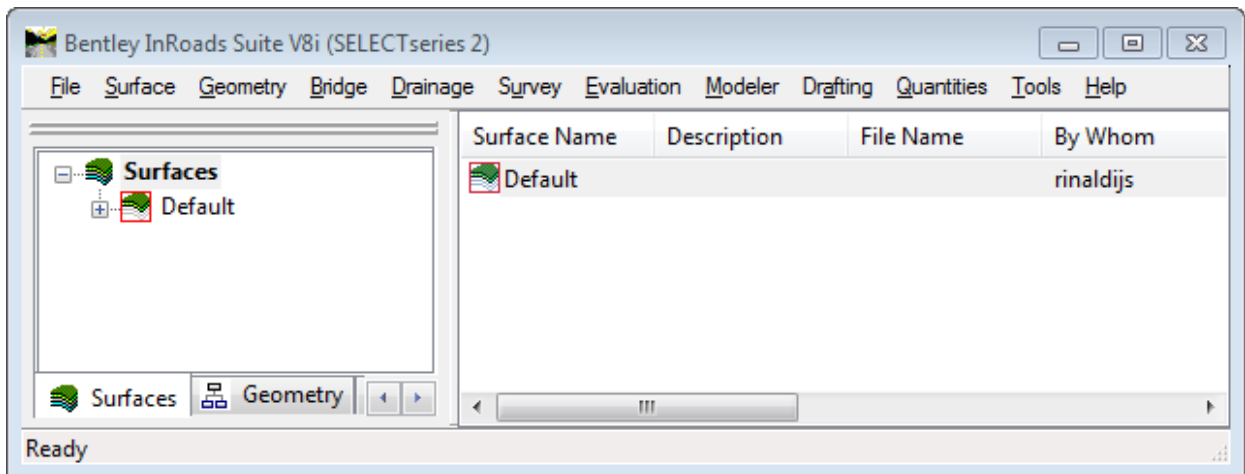 Bentley InRoads Suite V8i (SELECTseries 2)
File Surface Geometry Bridge Drainage Survey Evaluation Modeler Drafting Quantities Tools Help
Surface Name Description File Name By Whom
Surfaces
Default
Default rinaldijs
Surfaces Geometry
Ready